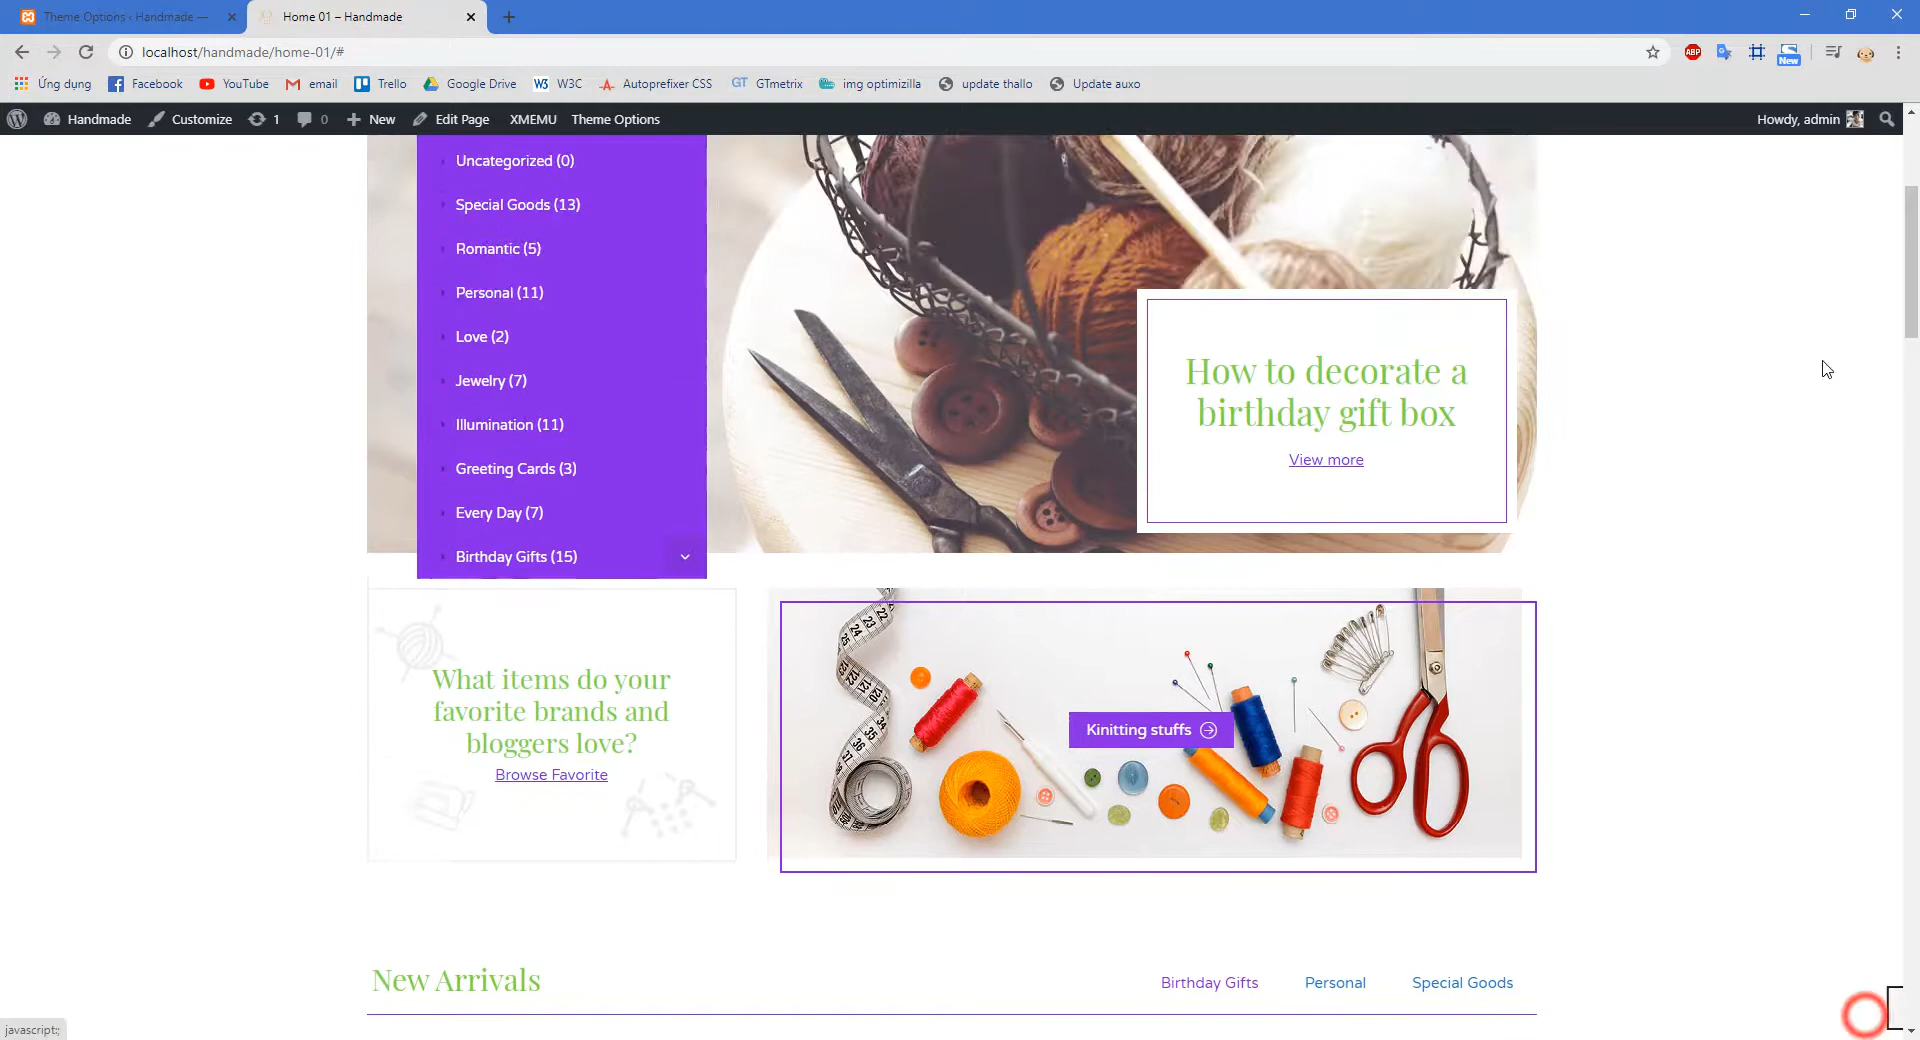 Theme Options ‹ Handmade —
Home 01 – Handmade
localhost/handmade/home-01/#
ABP
New
Ứng dụng
Facebook
YouTube
email
Trello
Google Drive
W3C
Autoprefixer CSS
GT
GTmetrix
img optimizilla
update thallo
Update auxo
Handmade
Customize
1
0
New
Edit Page
XMEMU
Theme Options
Howdy, admin
Uncategorized (0)
Special Goods (13)
Romantic (5)
Personal (11)
Love (2)
Jewelry (7)
Illumination (11)
Greeting Cards (3)
Every Day (7)
Birthday Gifts (15)
How to decorate a
birthday gift box
View more
What items do your
favorite brands and
bloggers love?
Browse Favorite
Kinitting stuffs
New Arrivals
Birthday Gifts
Personal
Special Goods
javascript:;